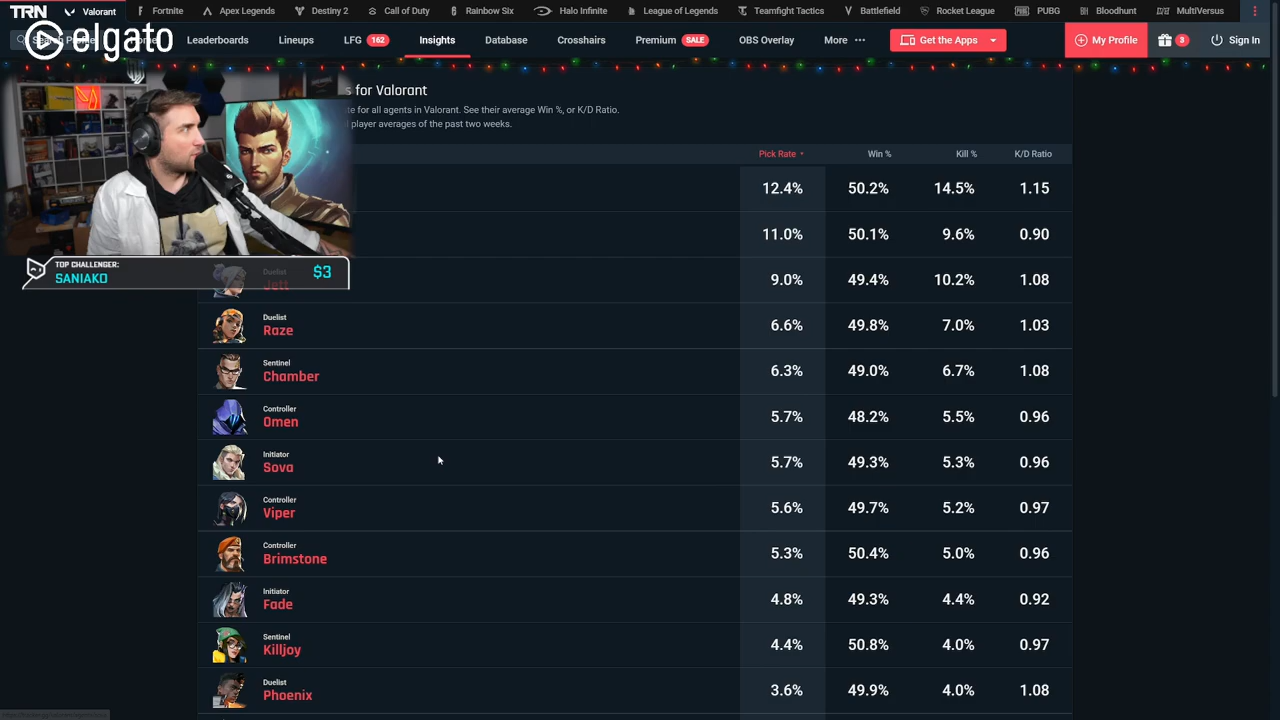 TRN Valorant Fortnite Apex Legends Destiny 2 Call of Duty Rainbow Six Halo Infinite League of Legends Teamfight Tactics Battlefield Rocket League PUBG Bloodhunt MultiVersus
elgato Leaderboards Lineups LFG 162 Insights Database Crosshairs Premium SALE OBS Overlay More Get the Apps My Profile 3 Sign In
s for Valorant
te for all agents in Valorant. See their average Win %, or K/D Ratio.
player averages of the past two weeks.
Pick Rate Win % Kill % K/D Ratio
12.4% 50.2% 14.5% 1.15
11.0% 50.1% 9.6% 0.90
TOP CHALLENGER:
SANIAKO $3
Duelist
Jett 9.0% 49.4% 10.2% 1.08
Duelist
Raze 6.6% 49.8% 7.0% 1.03
Sentinel
Chamber 6.3% 49.0% 6.7% 1.08
Controller
Omen 5.7% 48.2% 5.5% 0.96
Initiator
Sova 5.7% 49.3% 5.3% 0.96
Controller
Viper 5.6% 49.7% 5.2% 0.97
Controller
Brimstone 5.3% 50.4% 5.0% 0.96
Initiator
Fade 4.8% 49.3% 4.4% 0.92
Sentinel
Killjoy 4.4% 50.8% 4.0% 0.97
Duelist
Phoenix 3.6% 49.9% 4.0% 1.08